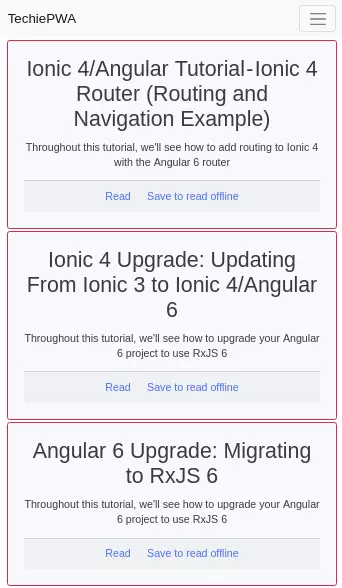 TechiePWA
Ionic 4/Angular Tutorial-Ionic 4
Router (Routing and
Navigation Example)
Throughout this tutorial, we'll see how to add routing to Ionic 4
with the Angular 6 router
Read Save to read offline
Ionic 4 Upgrade: Updating
From Ionic 3 to Ionic 4/Angular
6
Throughout this tutorial, we'll see how to upgrade your Angular
6 project to use RxJS 6
Read Save to read offline
Angular 6 Upgrade: Migrating
to RxJS 6
Throughout this tutorial, we'll see how to upgrade your Angular
6 project to use RxJS 6
Read Save to read offline